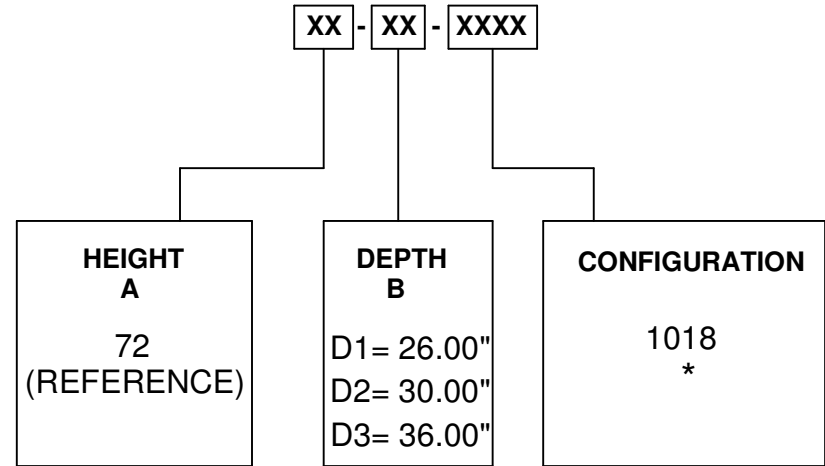 XX - XX - XXXX
HEIGHT
A
72
(REFERENCE)
DEPTH
B
D1= 26.00"
D2= 30.00"
D3= 36.00"
CONFIGURATION
1018
*